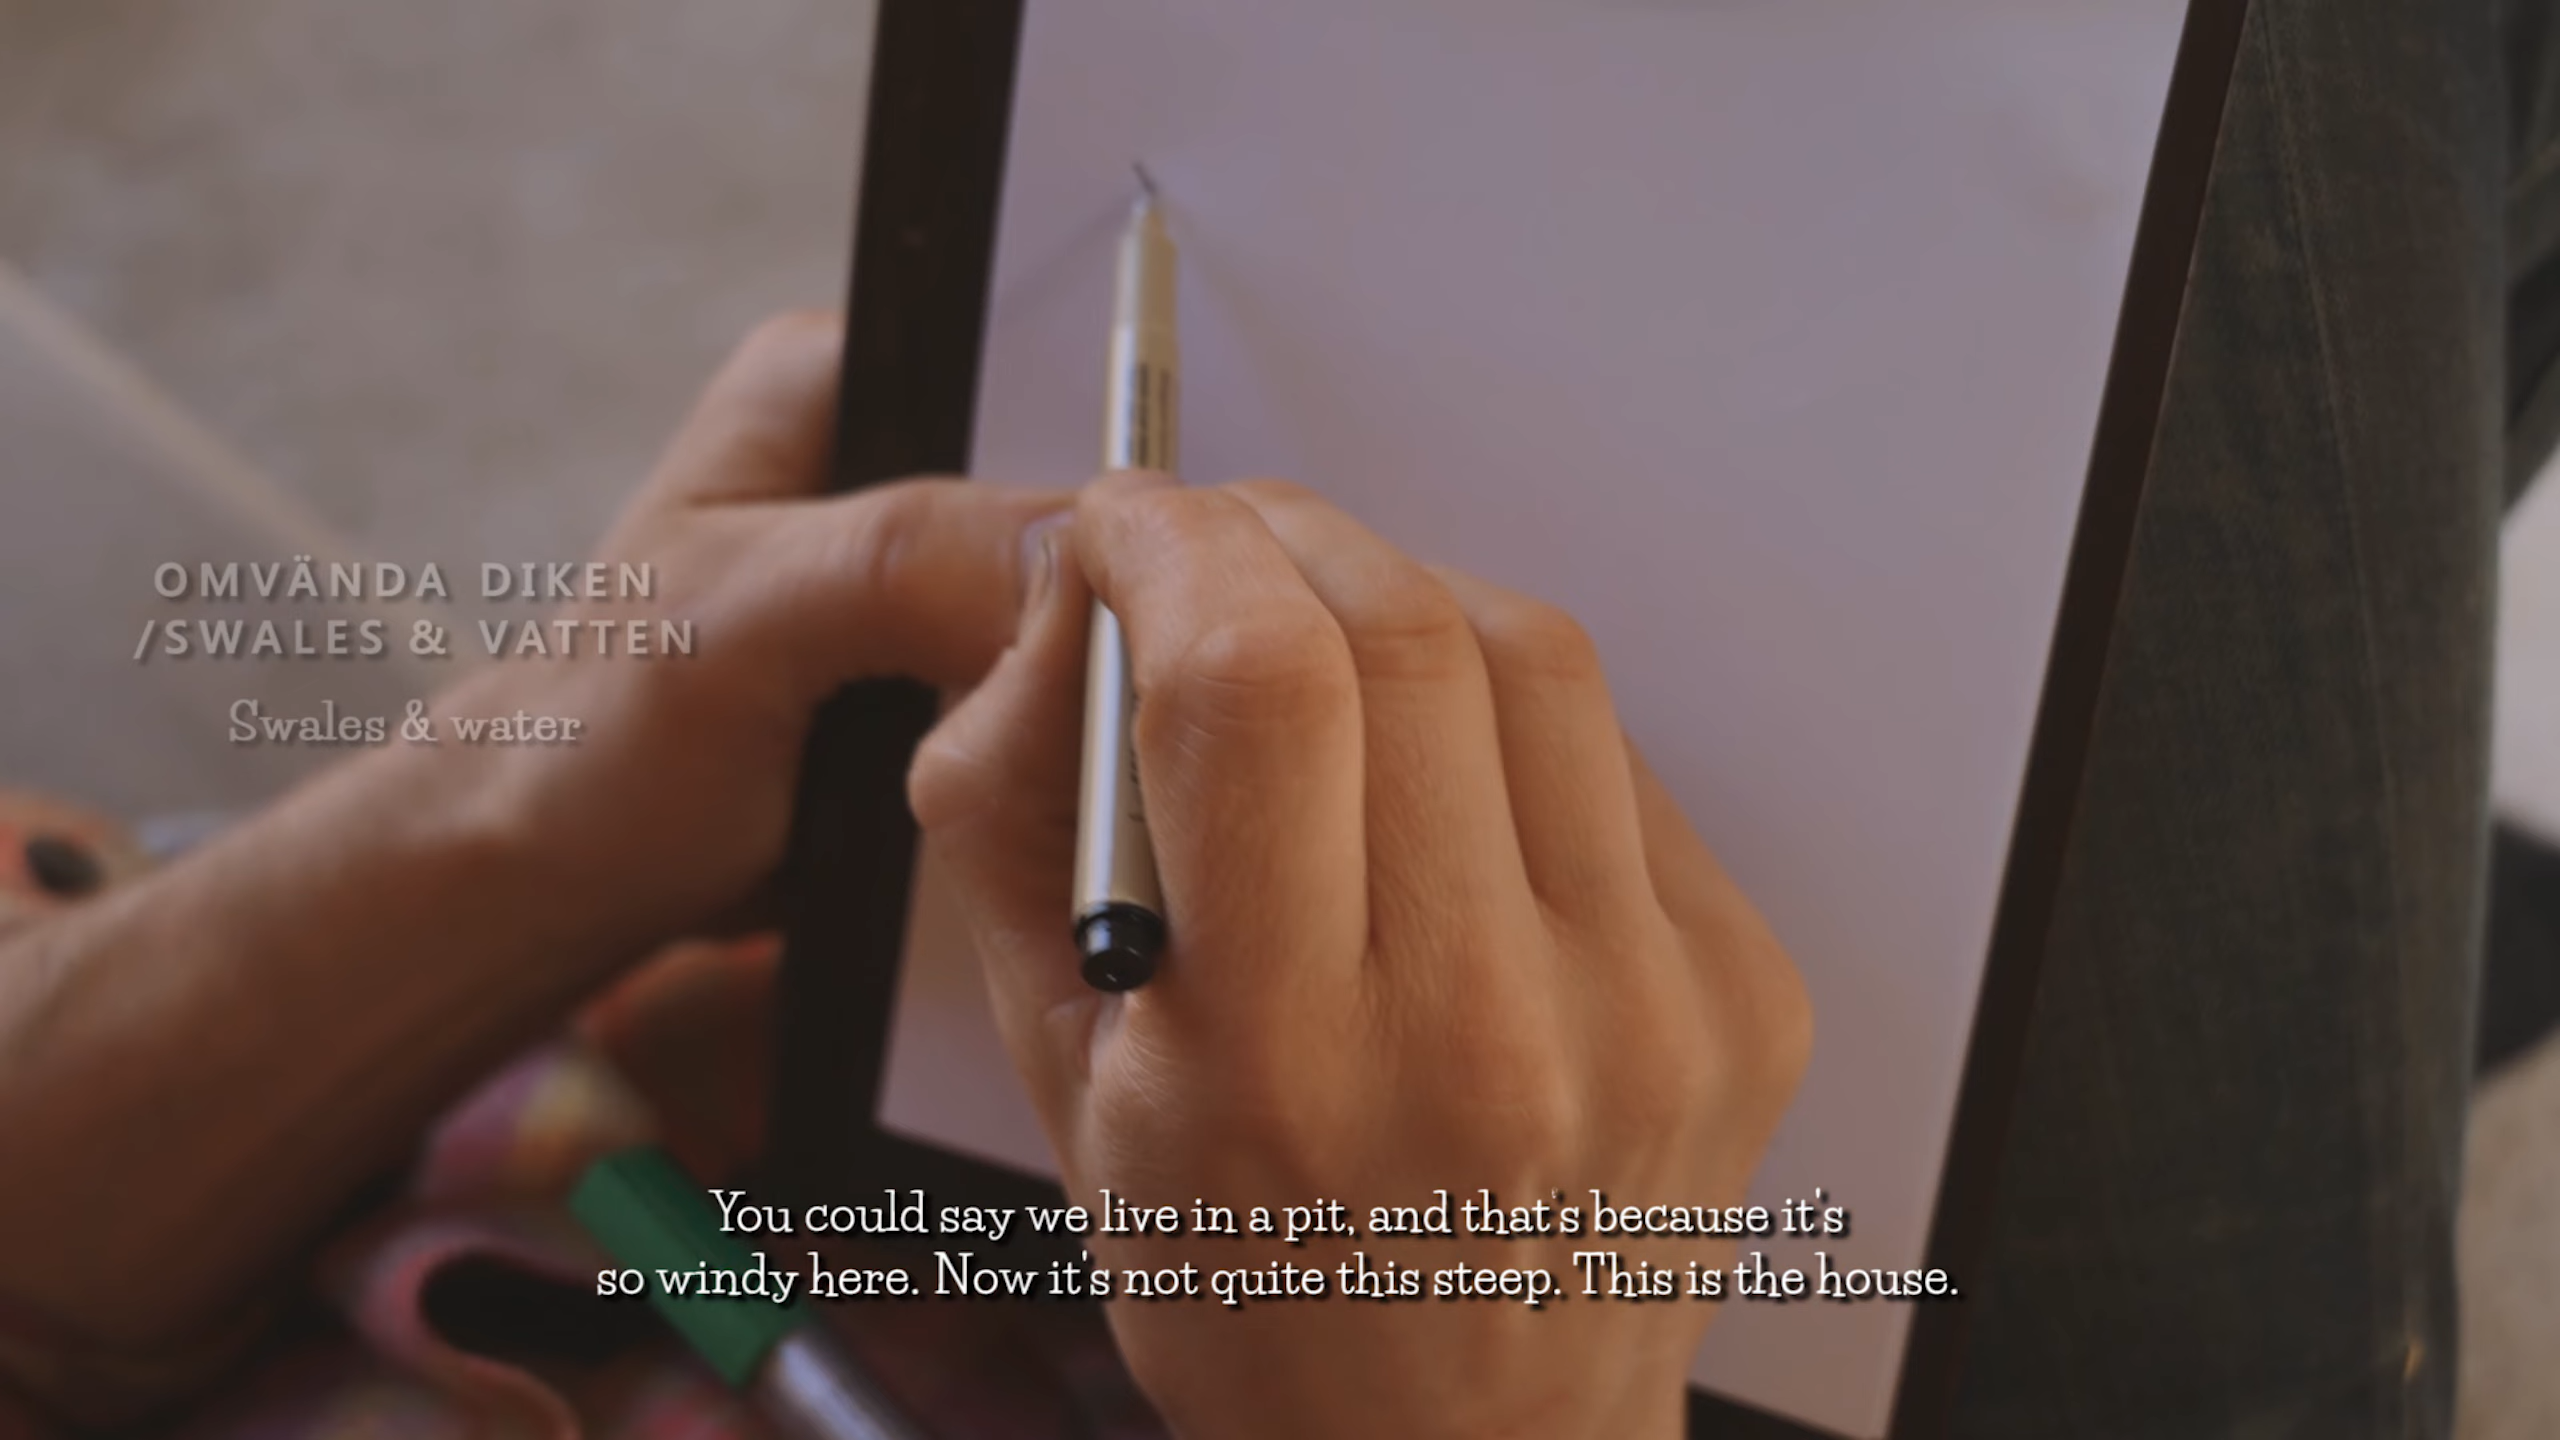 OMVÄNDA DIKEN
/SWALES & VATTEN
Swales & water
You could say we live in a pit, and that's because it's
so windy here. Now it's not quite this steep. This is the house.